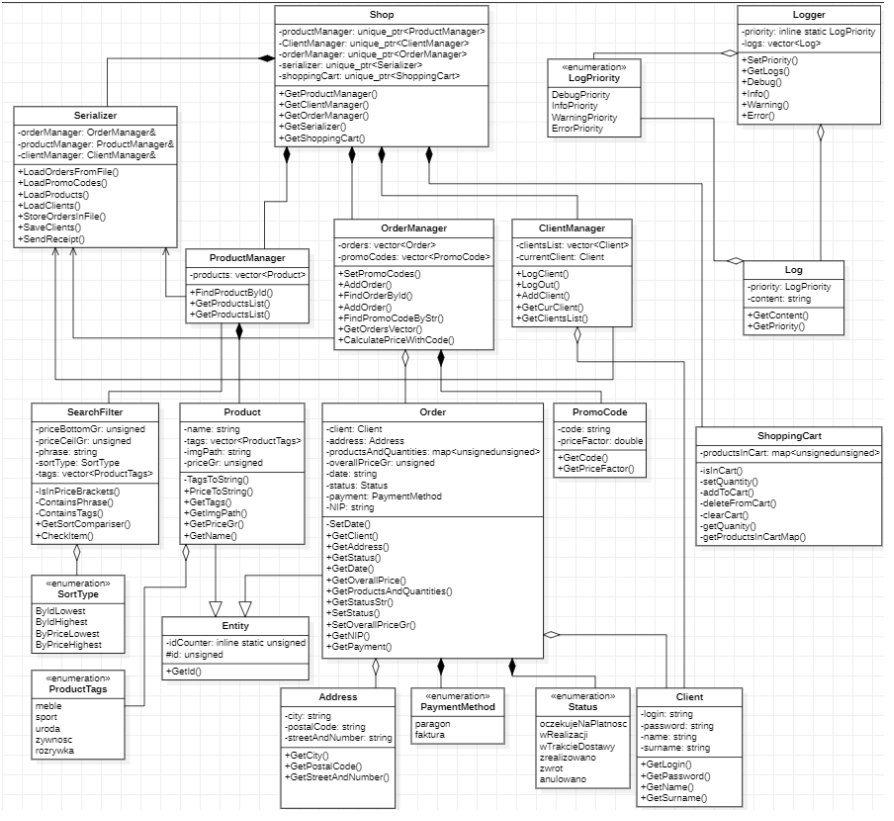 Shop
-productManager: unique_ptr<ProductManager>
-ClientManager: unique_ptr<ClientManager>
-orderManager: unique_ptr<OrderManager>
-serializer: unique_ptr<Serializer>
-shoppingCart: unique_ptr<ShoppingCart>
+GetProductManager()
+GetClientManager()
+GetOrderManager()
+GetSerializer()
+GetShoppingCart()
Logger
-priority: inline static LogPriority
-logs: vector<Log>
+SetPriority()
+GetLogs()
+Debug()
+Info()
+Warning()
+Error()
«enumeration»
LogPriority
DebugPriority
InfoPriority
WarningPriority
ErrorPriority
Serializer
-orderManager: OrderManager&
-productManager: ProductManager&
-clientManager: ClientManager&
+LoadOrdersFromFile()
+LoadPromoCodes()
+LoadProducts()
+LoadClients()
+StoreOrdersInFile()
+SaveClients()
+SendReceipt()
ProductManager
-products: vector<Product>
+FindProductById()
+GetProductsList()
+GetProductsList()
OrderManager
-orders: vector<Order>
-promoCodes: vector<PromoCode>
+SetPromoCodes()
+AddOrder()
+FindOrderById()
+AddOrder()
+FindPromoCodeByStr()
+GetOrdersVector()
+CalculatePriceWithCode()
ClientManager
-clientsList: vector<Client>
-currentClient: Client
+LogClient()
+LogOut()
+AddClient()
+GetCurClient()
+GetClientsList()
Log
-priority: LogPriority
-content: string
+GetContent()
+GetPriority()
SearchFilter
-priceBottomGr: unsigned
-priceCeilGr: unsigned
-phrase: string
-sortType: SortType
-tags: vector<ProductTags>
-IsInPriceBrackets()
-ContainsPhrase()
-ContainsTags()
+GetSortCompariser()
+CheckItem()
Product
-name: string
-tags: vector<ProductTags>
-imgPath: string
-priceGr: unsigned
-TagsToString()
+PriceToString()
+GetTags()
+GetImgPath()
+GetPriceGr()
+GetName()
Order
-client: Client
-address: Address
-productsAndQuantities: map<unsignedunsigned>
-overallPriceGr: unsigned
-date: string
-status: Status
-payment: PaymentMethod
-NIP: string
-SetDate()
+GetClient()
+GetAddress()
+GetStatus()
+GetDate()
+GetOverallPrice()
+GetProductsAndQuantities()
+GetStatusStr()
+SetStatus()
+SetOverallPriceGr()
+GetNIP()
+GetPayment()
PromoCode
-code: string
-priceFactor: double
+GetCode()
+GetPriceFactor()
ShoppingCart
-productsInCart: map<unsignedunsigned>
-isInCart()
-setQuantity()
-addToCart()
-deleteFromCart()
-clearCart()
-getQuanity()
-getProductsInCartMap()
«enumeration»
SortType
ByIdLowest
ByIdHighest
ByPriceLowest
ByPriceHighest
Entity
-idCounter: inline static unsigned
#id: unsigned
+GetId()
«enumeration»
ProductTags
meble
sport
uroda
zywnosc
rozrywka
Address
-city: string
-postalCode: string
-streetAndNumber: string
+GetCity()
+GetPostalCode()
+GetStreetAndNumber()
«enumeration»
PaymentMethod
paragon
faktura
«enumeration»
Status
oczekujeNaPlatnosc
wRealizacji
wTrakcieDostawy
zrealizowano
zwrot
anulowano
Client
-login: string
-password: string
-name: string
-surname: string
+GetLogin()
+GetPassword()
+GetName()
+GetSurname()